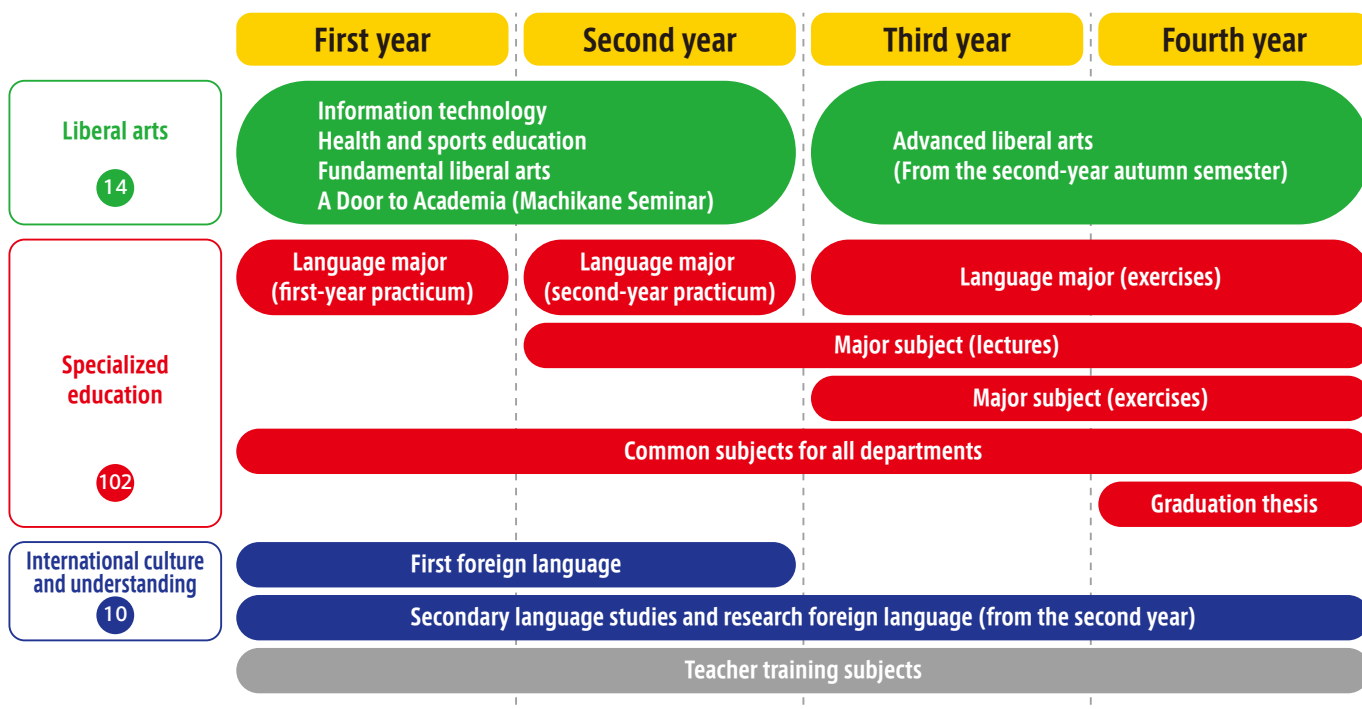 First year
Second year
Third year
Fourth year
Liberal arts
14
Information technology
Health and sports education
Fundamental liberal arts
A Door to Academia (Machikane Seminar)
Advanced liberal arts
(From the second-year autumn semester)
Specialized
education
102
Language major
(first-year practicum)
Language major
(second-year practicum)
Language major (exercises)
Major subject (lectures)
Major subject (exercises)
Common subjects for all departments
Graduation thesis
International culture
and understanding
10
First foreign language
Secondary language studies and research foreign language (from the second year)
Teacher training subjects